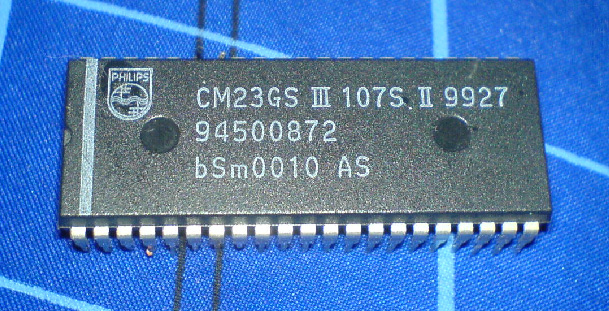 PHILIPS
CM23GS III 107S II 9927
94500872
bSm0010 AS